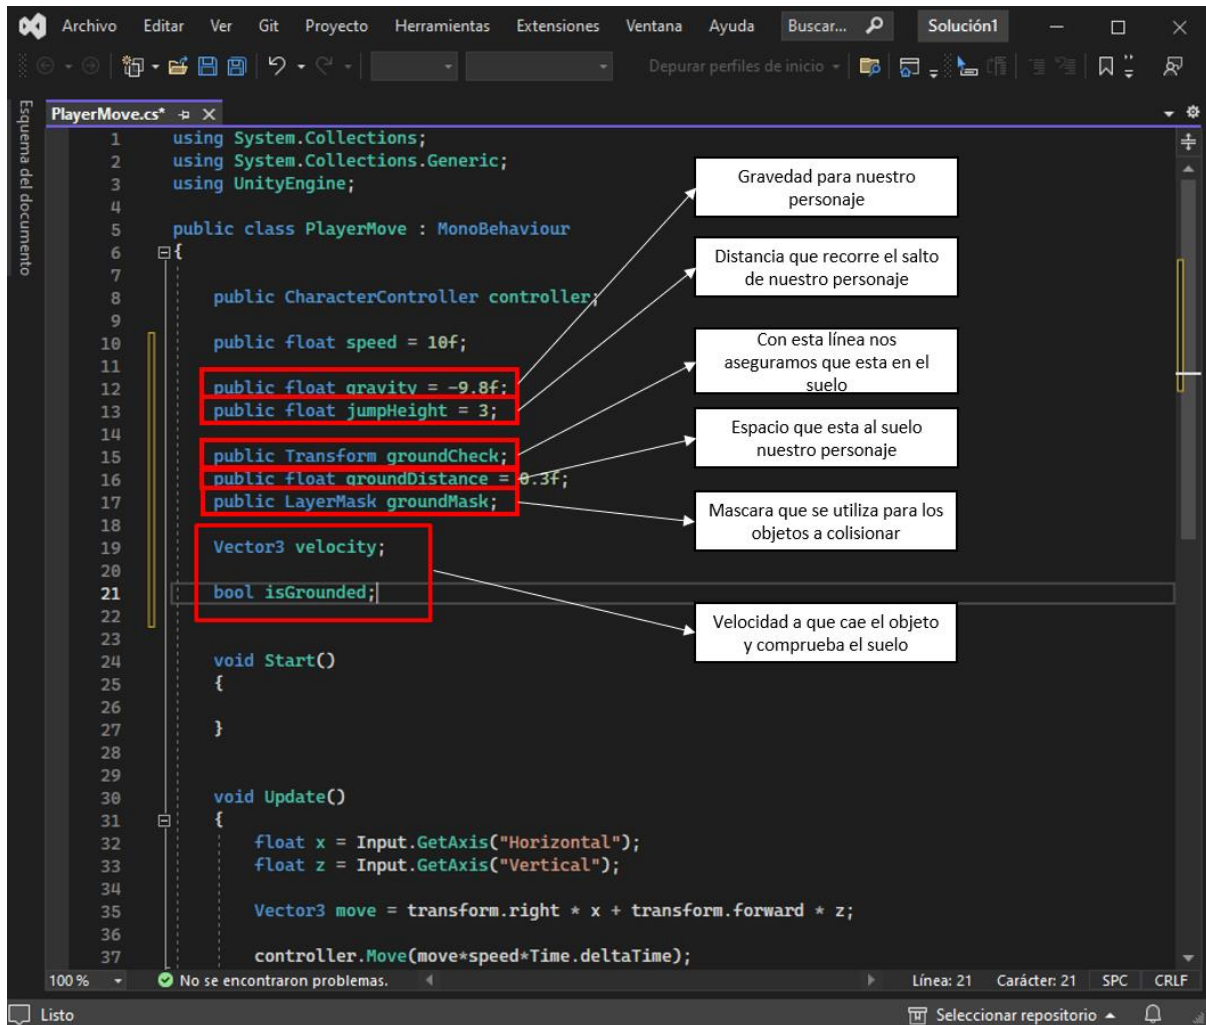 Archivo Editar Ver Git Proyecto Herramientas Extensiones Ventana Ayuda Buscar... Solución1
Depurar perfiles de inicio
Esquema del documento
PlayerMove.cs*
1 using System.Collections;
2 using System.Collections.Generic;
3 using UnityEngine;
4
5 public class PlayerMove : MonoBehaviour
6 {
7
8 public CharacterController controller;
9
10 public float speed = 10f;
11
12 public float gravity = -9.8f;
13 public float jumpHeight = 3;
14
15 public Transform groundCheck;
16 public float groundDistance = 0.3f;
17 public LayerMask groundMask;
18
19 Vector3 velocity;
20
21 bool isGrounded;
22
23
24 void Start()
25 {
26
27 }
28
29
30 void Update()
31 {
32 float x = Input.GetAxis("Horizontal");
33 float z = Input.GetAxis("Vertical");
34
35 Vector3 move = transform.right * x + transform.forward * z;
36
37 controller.Move(move*speed*Time.deltaTime);
Gravedad para nuestro
personaje
Distancia que recorre el salto
de nuestro personaje
Con esta línea nos
aseguramos que esta en el
suelo
Espacio que esta al suelo
nuestro personaje
Mascara que se utiliza para los
objetos a colisionar
Velocidad a que cae el objeto
y comprueba el suelo
100 % No se encontraron problemas. Línea: 21 Carácter: 21 SPC CRLF
Listo Seleccionar repositorio